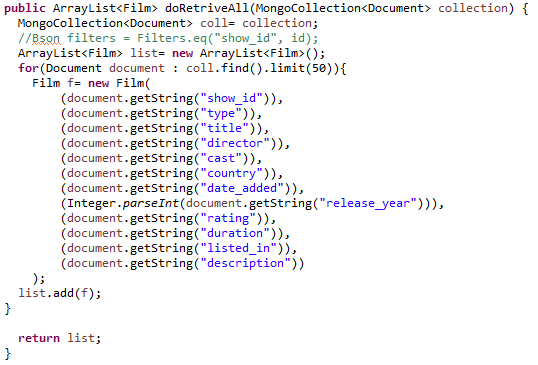 public ArrayList<Film> doRetriveAll(MongoCollection<Document> collection) {
MongoCollection<Document> coll= collection;
//Bson filters = Filters.eq("show_id", id);
ArrayList<Film> list= new ArrayList<Film>();
for(Document document : coll.find().limit(50)){
Film f= new Film(
(document.getString("show_id")),
(document.getString("type")),
(document.getString("title")),
(document.getString("director")),
(document.getString("cast")),
(document.getString("country")),
(document.getString("date_added")),
(Integer.parseInt(document.getString("release_year"))),
(document.getString("rating")),
(document.getString("duration")),
(document.getString("listed_in")),
(document.getString("description"))
);
list.add(f);
}
return list;
}